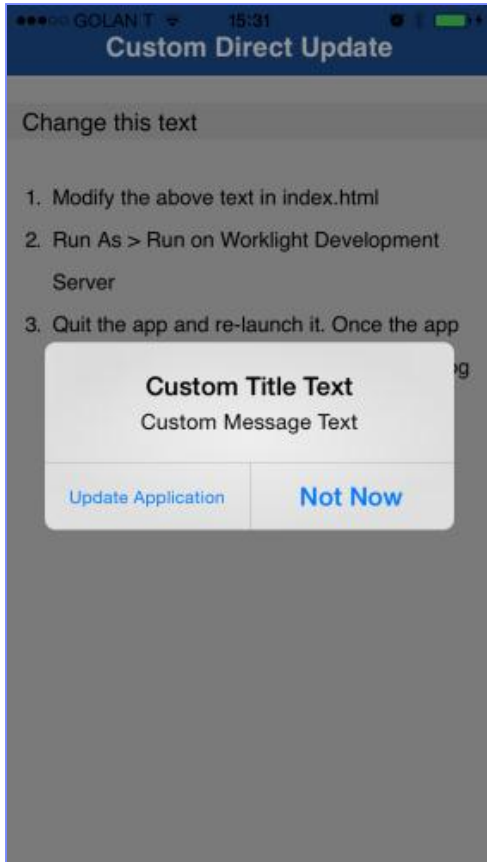 GOLAN T 15:31
Custom Direct Update
Change this text
1. Modify the above text in index.html
2. Run As > Run on Worklight Development
Server
3. Quit the app and re-launch it. Once the app
Custom Title Text
Custom Message Text
Update Application Not Now